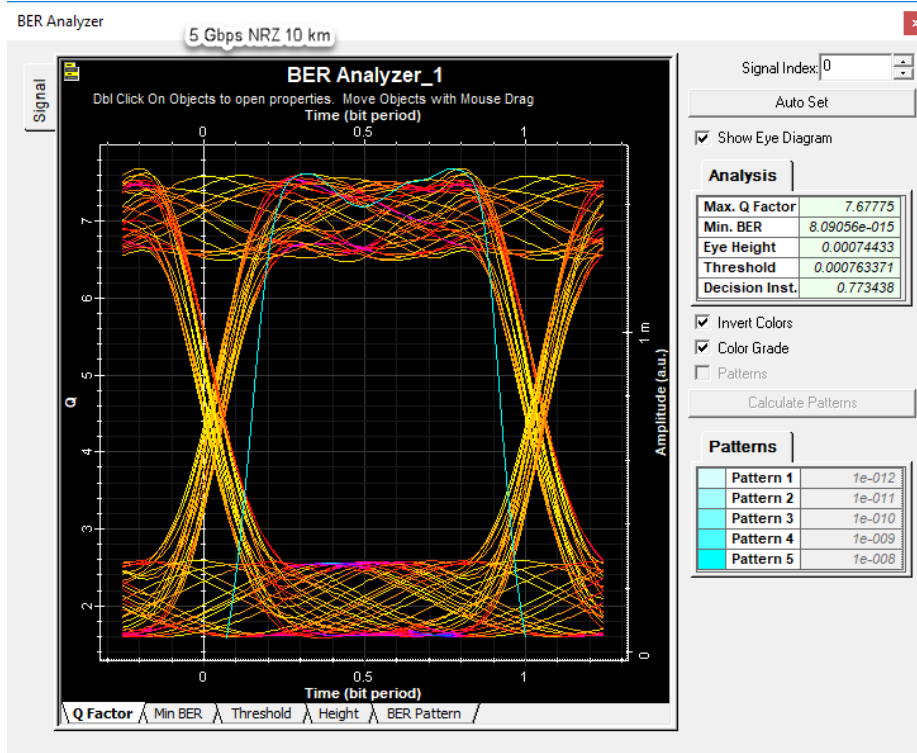 BER Analyzer
5 Gbps NRZ 10 km
Signal
BER Analyzer_1
Dbl Click On Objects to open properties. Move Objects with Mouse Drag
Time (bit period)
0 0.5 1
Q
7
6
5
4
3
2
1 m
0
Amplitude (a.u.)
0 0.5 1
Time (bit period)
Q Factor Min BER Threshold Height BER Pattern
Signal Index: 0
Auto Set
Show Eye Diagram
Analysis
Max. Q Factor 7.67775
Min. BER 8.09056e-015
Eye Height 0.00074433
Threshold 0.000763371
Decision Inst. 0.773438
Invert Colors
Color Grade
Patterns
Calculate Patterns
Patterns
Pattern 1 1e-012
Pattern 2 1e-011
Pattern 3 1e-010
Pattern 4 1e-009
Pattern 5 1e-008